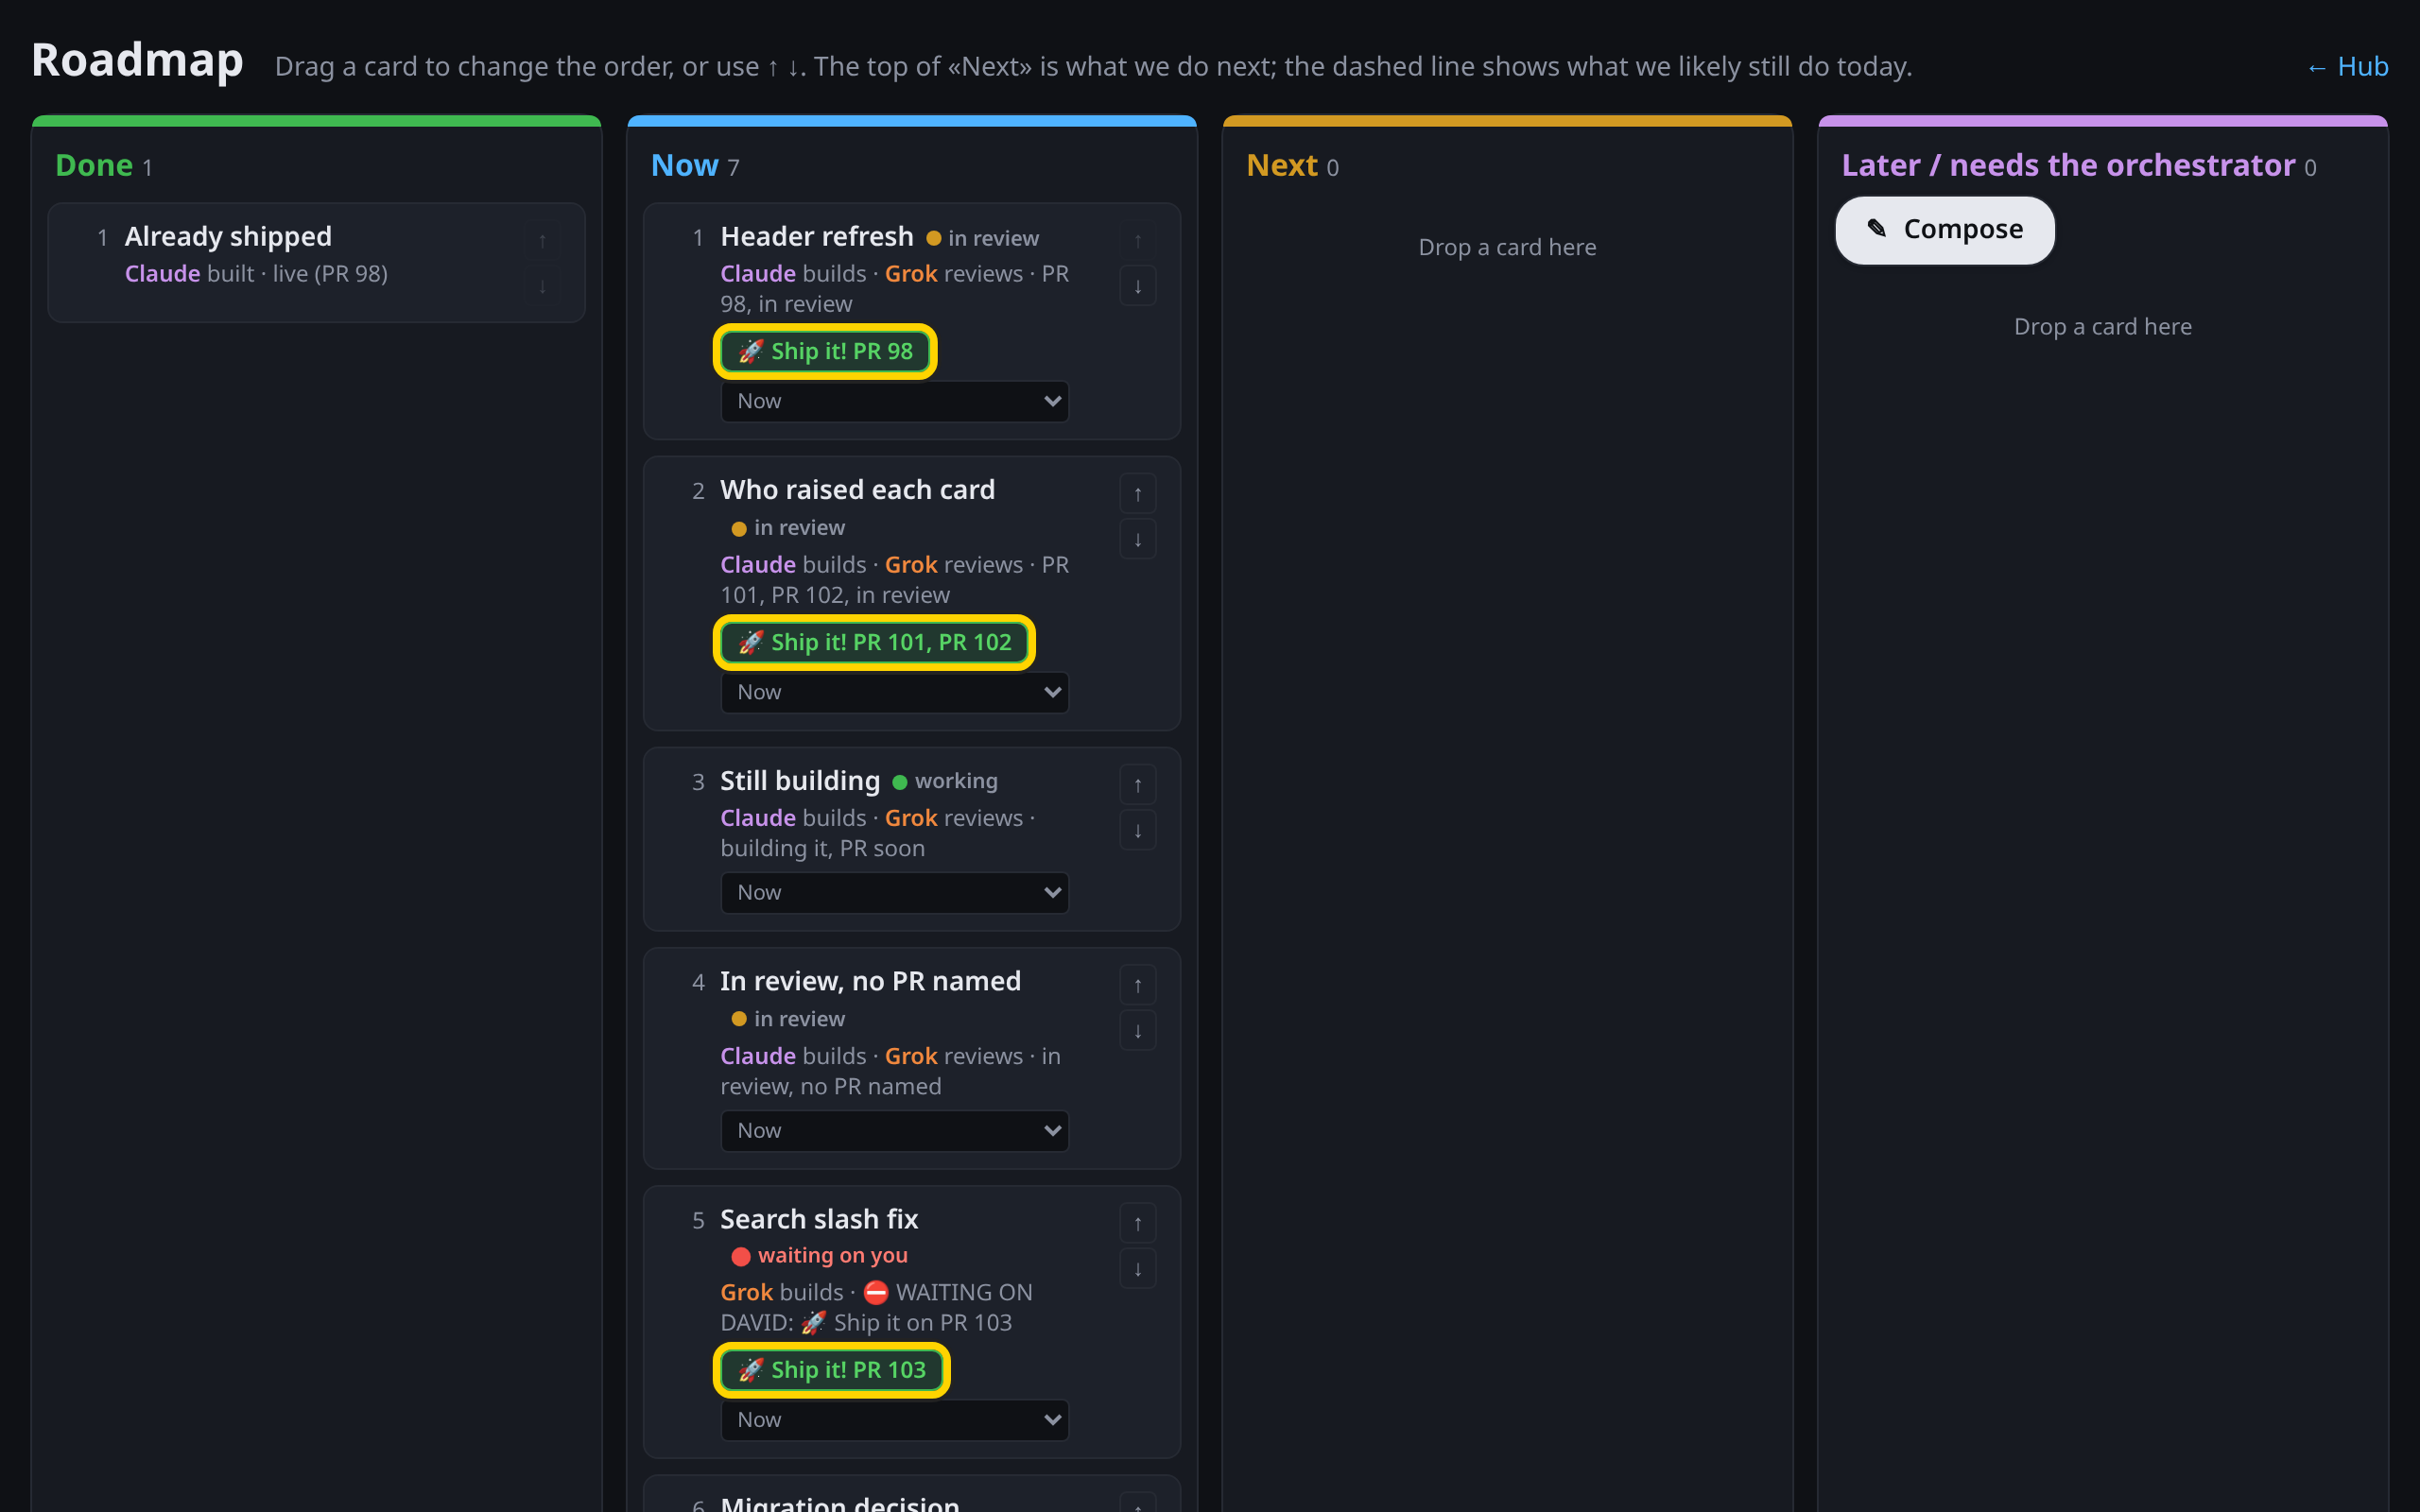 Roadmap Drag a card to change the order, or use ↑ ↓. The top of «Next» is what we do next; the dashed line shows what we likely still do today. ← Hub
Done 1
1 Already shipped ↑
Claude built · live (PR 98) ↓
Now 7
1 Header refresh in review ↑
Claude builds · Grok reviews · PR ↓
98, in review
🚀 Ship it! PR 98
Now
2 Who raised each card ↑
in review ↓
Claude builds · Grok reviews · PR
101, PR 102, in review
🚀 Ship it! PR 101, PR 102
Now
3 Still building working ↑
Claude builds · Grok reviews · ↓
building it, PR soon
Now
4 In review, no PR named ↑
in review ↓
Claude builds · Grok reviews · in
review, no PR named
Now
5 Search slash fix ↑
waiting on you ↓
Grok builds · ⛔ WAITING ON
DAVID: 🚀 Ship it on PR 103
🚀 Ship it! PR 103
Now
6 Migration decision ↑
Next 0
Drop a card here
Later / needs the orchestrator 0
✎ Compose
Drop a card here